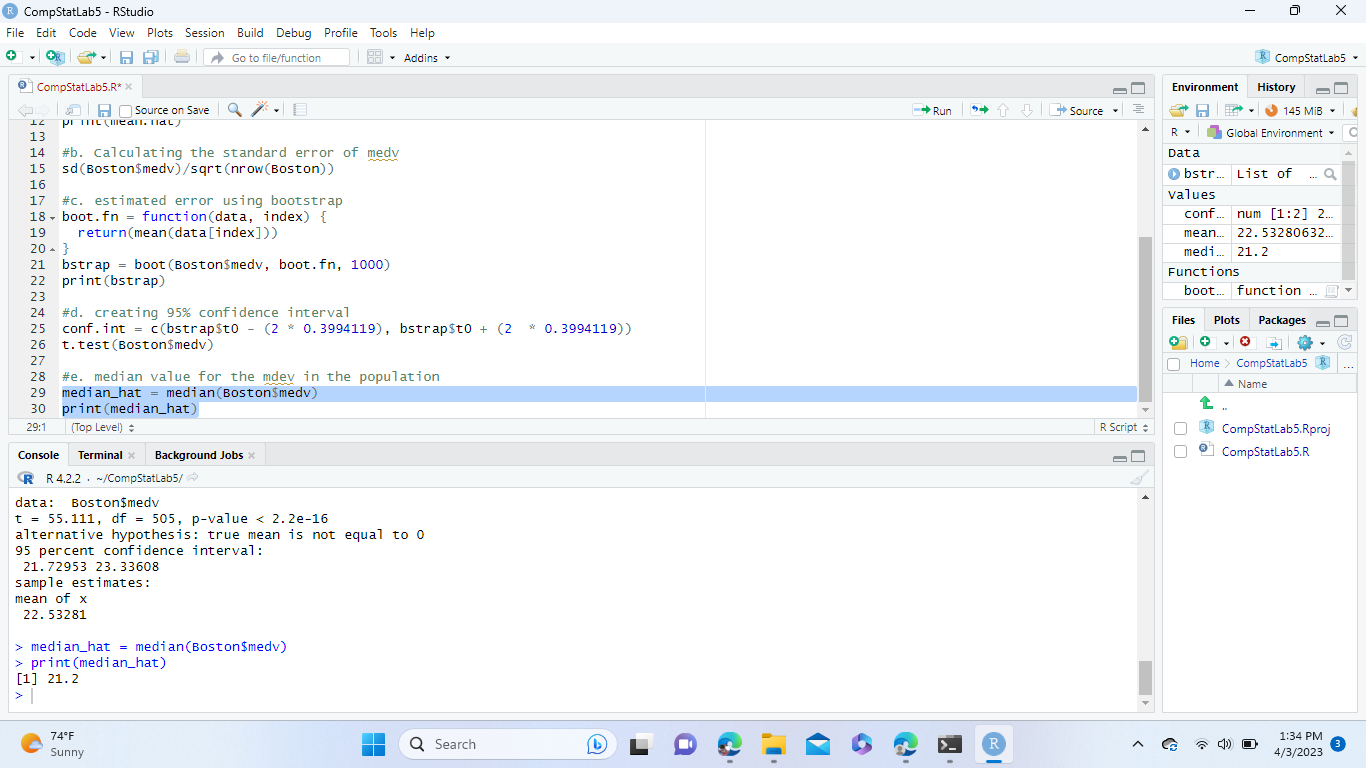 CompStatLab5 - RStudio
File Edit Code View Plots Session Build Debug Profile Tools Help
Go to file/function
Addins
CompStatLab5
CompStatLab5.R*
Source on Save
Run
Source
12 print(mean.hat)
13
14 #b. Calculating the standard error of medv
15 sd(Boston$medv)/sqrt(nrow(Boston))
16
17 #c. estimated error using bootstrap
18 boot.fn = function(data, index) {
19 return(mean(data[index]))
20 }
21 bstrap = boot(Boston$medv, boot.fn, 1000)
22 print(bstrap)
23
24 #d. creating 95% confidence interval
25 conf.int = c(bstrap$t0 - (2 * 0.3994119), bstrap$t0 + (2  * 0.3994119))
26 t.test(Boston$medv)
27
28 #e. median value for the mdev in the population
29 median_hat = median(Boston$medv)
30 print(median_hat)
29:1 (Top Level) R Script
Console Terminal Background Jobs
R 4.2.2 · ~/CompStatLab5/
data:  Boston$medv
t = 55.111, df = 505, p-value < 2.2e-16
alternative hypothesis: true mean is not equal to 0
95 percent confidence interval:
21.72953 23.33608
sample estimates:
mean of x
22.53281
> median_hat = median(Boston$medv)
> print(median_hat)
[1] 21.2
>
Environment History
145 MiB
R Global Environment
Data
bstr... List of ...
Values
conf... num [1:2] 2...
mean... 22.53280632...
medi... 21.2
Functions
boot... function ...
Files Plots Packages
Home CompStatLab5 ...
Name
..
CompStatLab5.Rproj
CompStatLab5.R
74°F
Sunny
Search
1:34 PM
4/3/2023
3